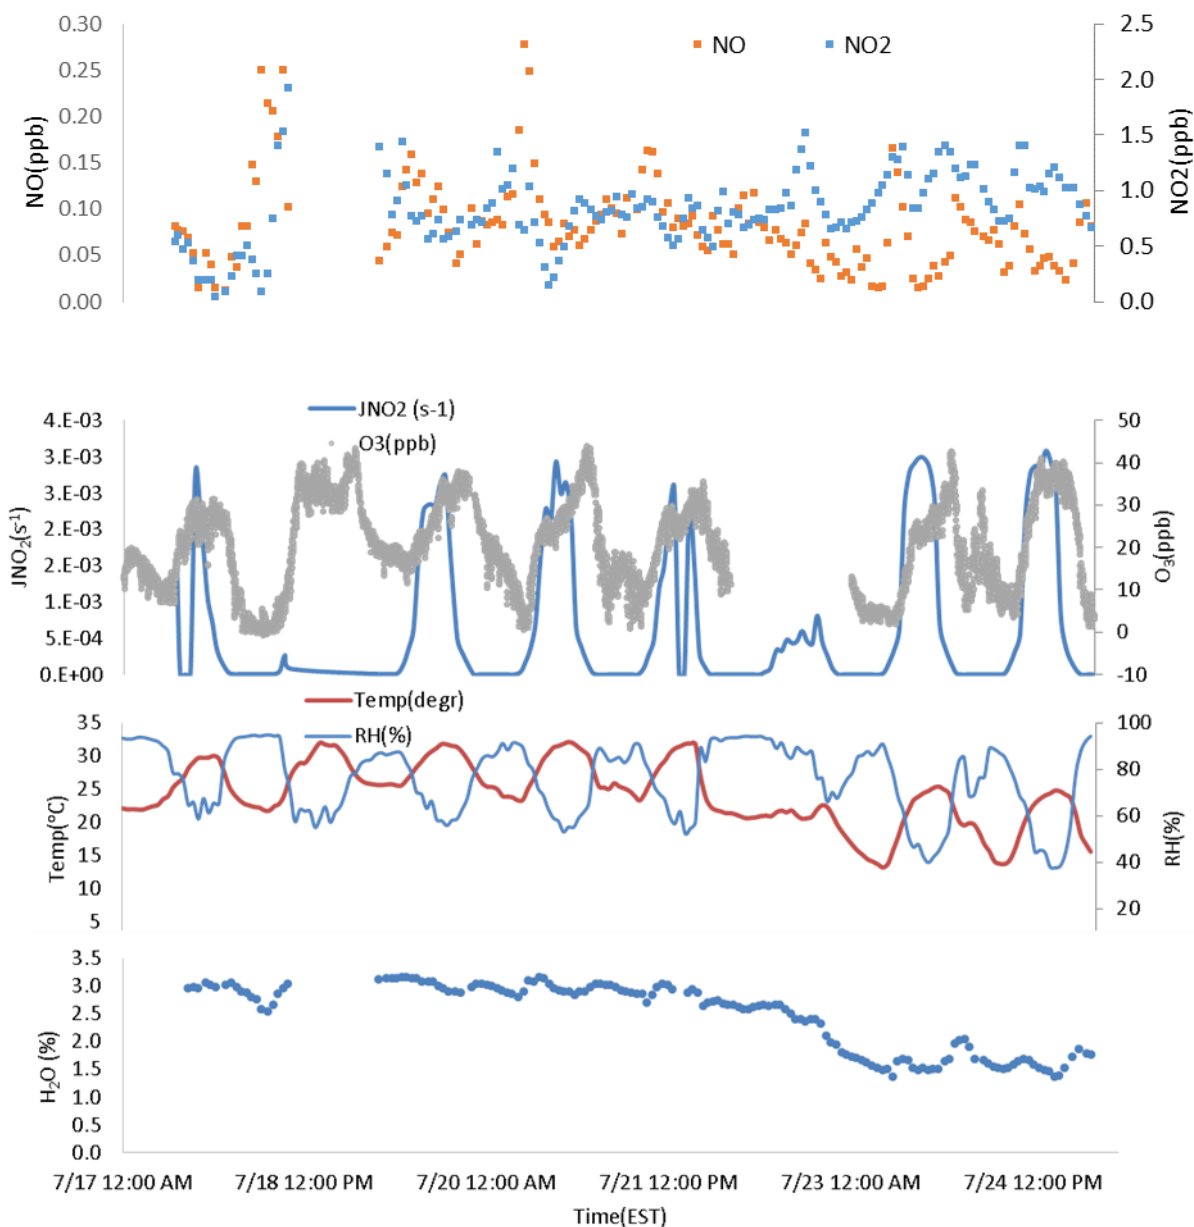 0.30
0.25
0.20
0.15
0.10
0.05
0.00
NO(ppb)
NO
NO2
2.5
2.0
1.5
1.0
0.5
0.0
NO2(ppb)
4.E-03
3.E-03
3.E-03
2.E-03
2.E-03
1.E-03
5.E-04
0.E+00
JNO₂(s⁻¹)
JNO2 (s-1)
O3(ppb)
50
40
30
20
10
0
-10
O₃(ppb)
35
30
25
20
15
10
5
Temp(°C)
Temp(degr)
RH(%)
100
80
60
40
20
RH(%)
3.5
3.0
2.5
2.0
1.5
1.0
0.5
0.0
H₂O (%)
7/17 12:00 AM 7/18 12:00 PM 7/20 12:00 AM 7/21 12:00 PM 7/23 12:00 AM 7/24 12:00 PM
Time(EST)